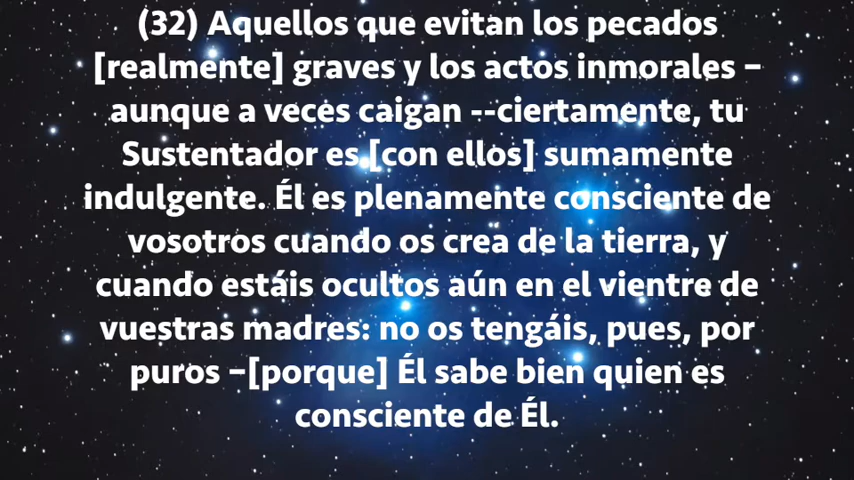 (32) Aquellos que evitan los pecados
[realmente] graves y los actos inmorales –
aunque a veces caigan --ciertamente, tu
Sustentador es [con ellos] sumamente
indulgente. Él es plenamente consciente de
vosotros cuando os crea de la tierra, y
cuando estáis ocultos aún en el vientre de
vuestras madres: no os tengáis, pues, por
puros –[porque] Él sabe bien quien es
consciente de Él.